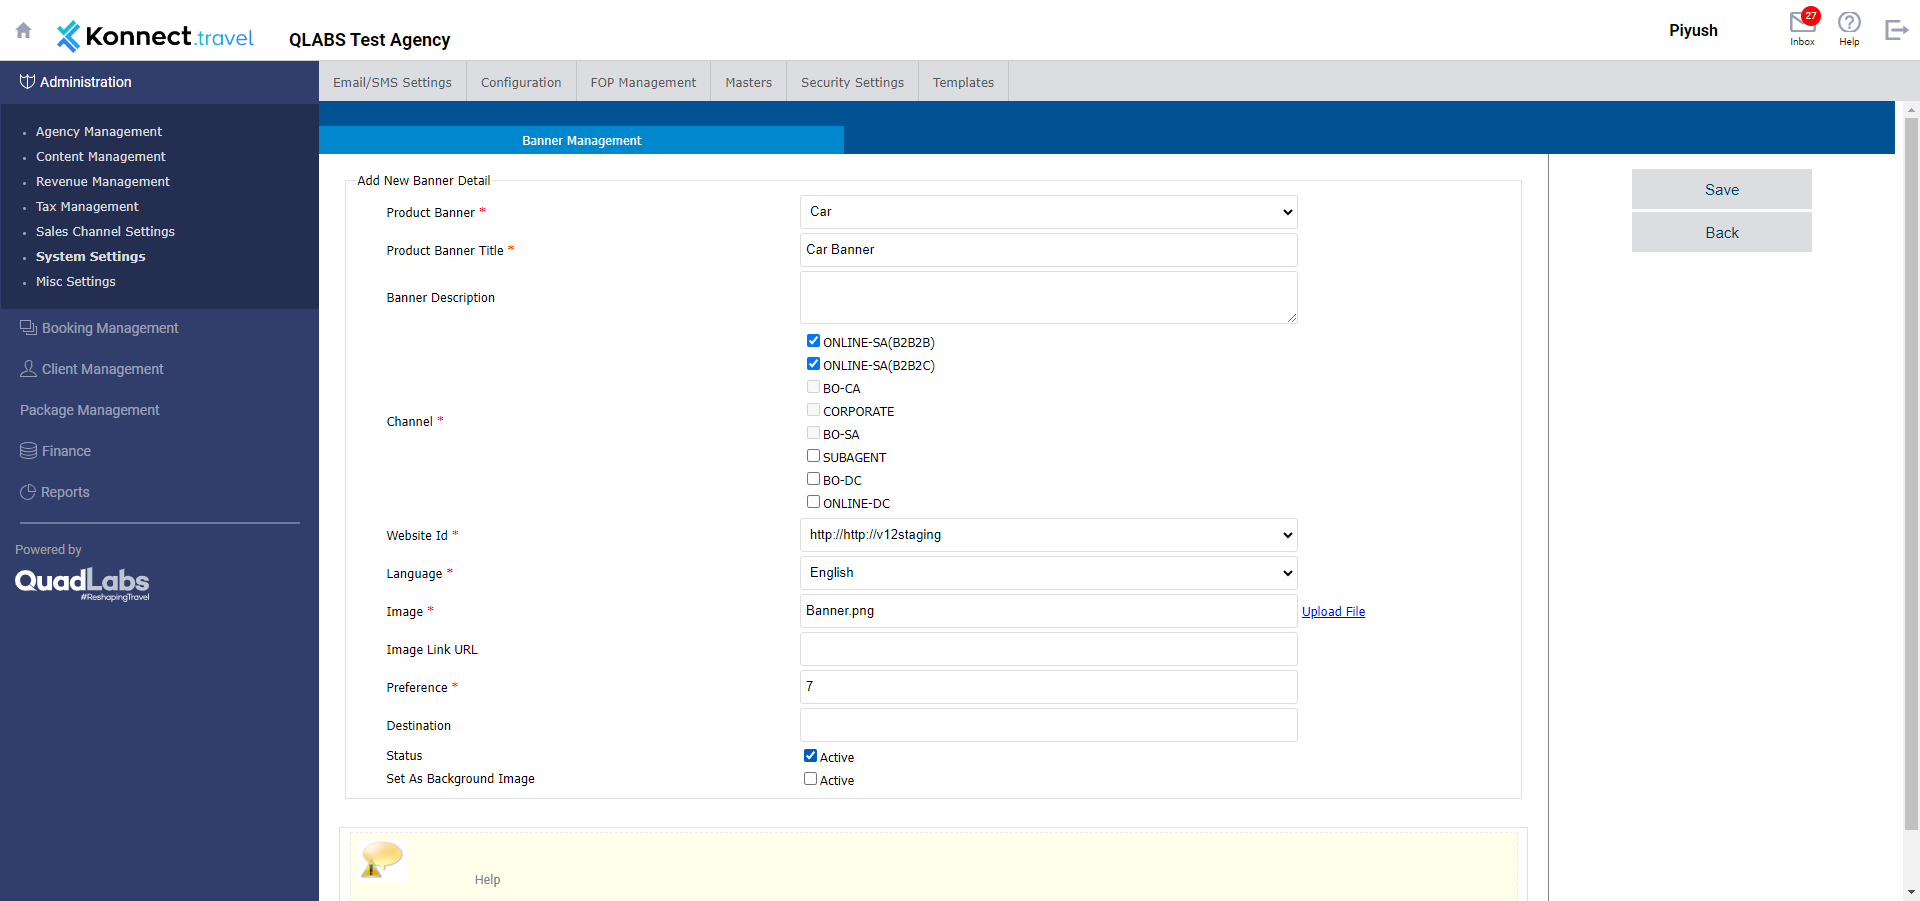 Konnect.travel
QLABS Test Agency
Piyush
27
Inbox
Help
Administration
Email/SMS Settings
Configuration
FOP Management
Masters
Security Settings
Templates
Agency Management
Content Management
Revenue Management
Tax Management
Sales Channel Settings
System Settings
Misc Settings
Booking Management
Client Management
Package Management
Finance
Reports
Powered by
QuadLabs
#ReshapingTravel
Banner Management
Add New Banner Detail
Product Banner * Car
Product Banner Title * Car Banner
Banner Description
Channel *
ONLINE-SA(B2B2B)
ONLINE-SA(B2B2C)
BO-CA
CORPORATE
BO-SA
SUBAGENT
BO-DC
ONLINE-DC
Website Id * http://http://v12staging
Language * English
Image * Banner.png Upload File
Image Link URL
Preference * 7
Destination
Status Active
Set As Background Image Active
Save
Back
Help